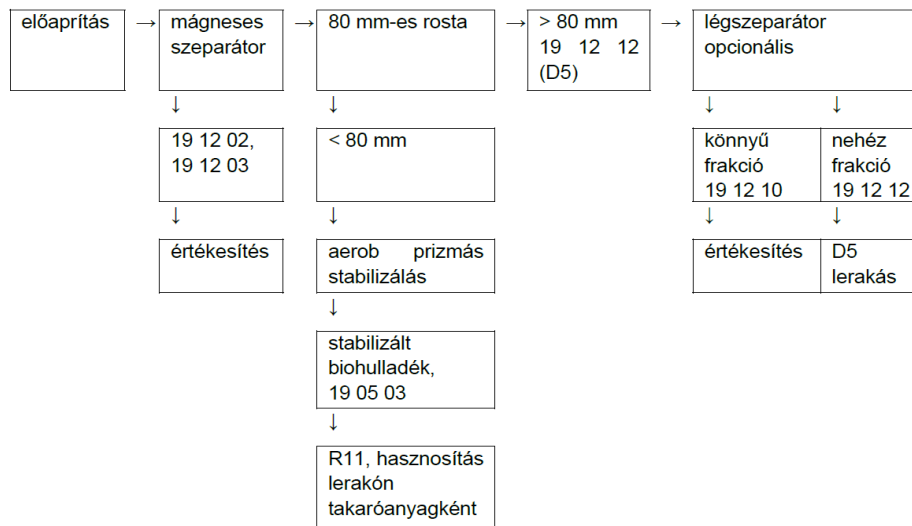 előaprítás → mágneses → 80 mm-es rosta → > 80 mm → légszeparátor
szeparátor 19 12 12 opcionális
(D5)
↓ ↓ ↓ ↓
19 12 02, < 80 mm könnyű nehéz
19 12 03 frakció frakció
19 12 10 19 12 12
↓ ↓ ↓ ↓
értékesítés aerob prizmás értékesítés D5
stabilizálás lerakás
↓
stabilizált
biohulladék,
19 05 03
↓
R11, hasznosítás
lerakón
takaróanyagként